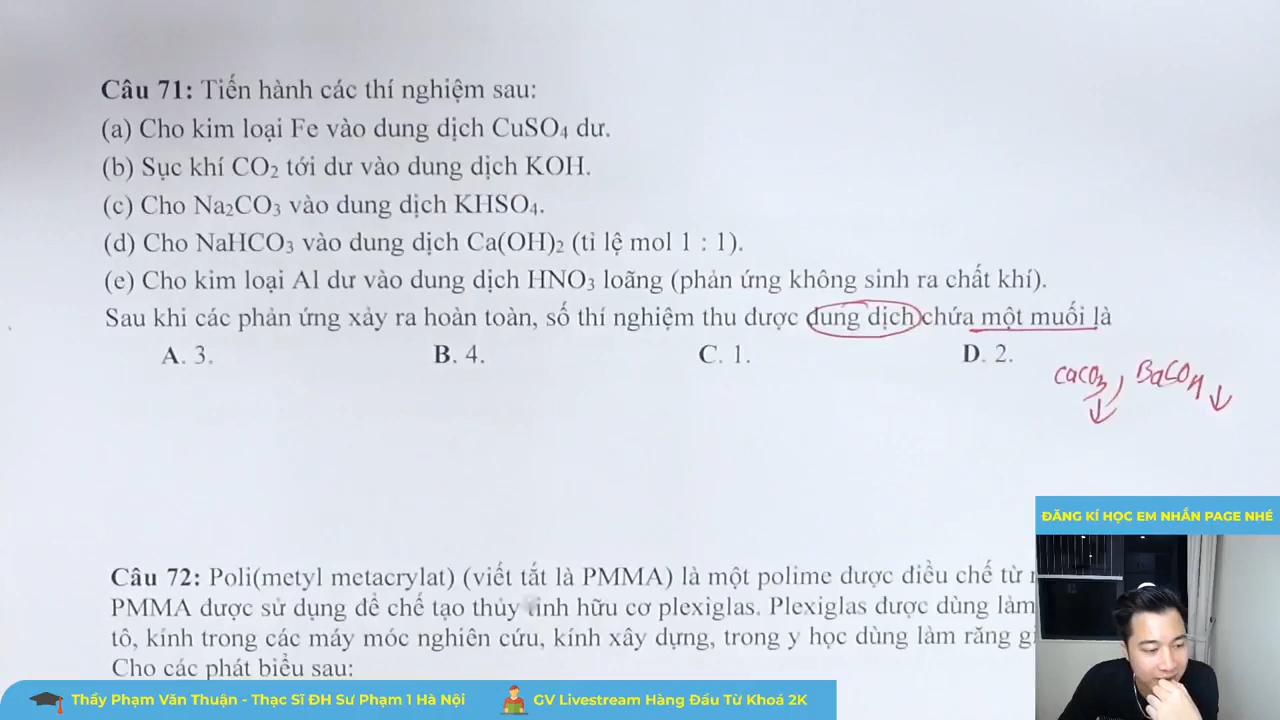 Câu 71: Tiến hành các thí nghiệm sau:
(a) Cho kim loại Fe vào dung dịch CuSO₄ dư.
(b) Sục khí CO₂ tới dư vào dung dịch KOH.
(c) Cho Na₂CO₃ vào dung dịch KHSO₄.
(d) Cho NaHCO₃ vào dung dịch Ca(OH)₂ (tỉ lệ mol 1 : 1).
(e) Cho kim loại Al dư vào dung dịch HNO₃ loãng (phản ứng không sinh ra chất khí).
Sau khi các phản ứng xảy ra hoàn toàn, số thí nghiệm thu được dung dịch chứa một muối là
A. 3. B. 4. C. 1. D. 2.
CaCO₃↓, BaSO₄↓
ĐĂNG KÍ HỌC EM NHẮN PAGE NHÉ
Câu 72: Poli(metyl metacrylat) (viết tắt là PMMA) là một polime được điều chế từ
PMMA được sử dụng để chế tạo thủy tinh hữu cơ plexiglas. Plexiglas được dùng làm
tô, kính trong các máy móc nghiên cứu, kính xây dựng, trong y học dùng làm răng
Cho các phát biểu sau:
Thầy Phạm Văn Thuận - Thạc Sĩ ĐH Sư Phạm 1 Hà Nội
GV Livestream Hàng Đầu Từ Khoá 2K